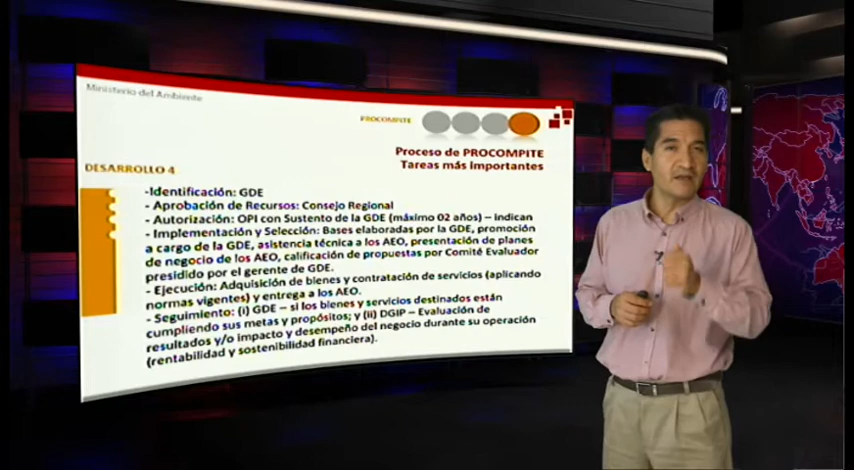 Ministerio del Ambiente
PROCOMPITE
Proceso de PROCOMPITE
Tareas más Importantes
DESARROLLO 4
-Identificación: GDE
- Aprobación de Recursos: Consejo Regional
- Autorización: OPI con Sustento de la GDE (máximo 02 años) – indican
- Implementación y Selección: Bases elaboradas por la GDE, promoción
a cargo de la GDE, asistencia técnica a los AEO, presentación de planes
de negocio de los AEO, calificación de propuestas por Comité Evaluador
presidido por el gerente de GDE.
- Ejecución: Adquisición de bienes y contratación de servicios (aplicando
normas vigentes) y entrega a los AEO.
- Seguimiento: (i) GDE – si los bienes y servicios destinados están
cumpliendo sus metas y propósitos; y (ii) DGIP – Evaluación de
resultados y/o impacto y desempeño del negocio durante su operación
(rentabilidad y sostenibilidad financiera).